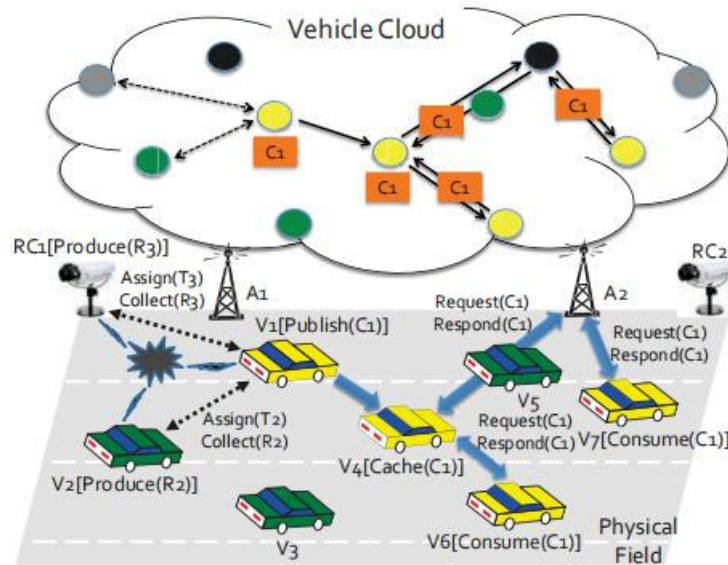 Vehicle Cloud
C1
C1
C1
C1
C1
RC1[Produce(R3)]
Assign(T3)
Collect(R3)
A1
A2
RC2
V1[Publish(C1)]
Request(C1)
Respond(C1)
Request(C1)
Respond(C1)
Assign(T2)
Collect(R2)
V5
Request(C1)
Respond(C1)
V7[Consume(C1)]
V2[Produce(R2)]
V4[Cache(C1)]
V3
V6[Consume(C1)]
Physical
Field